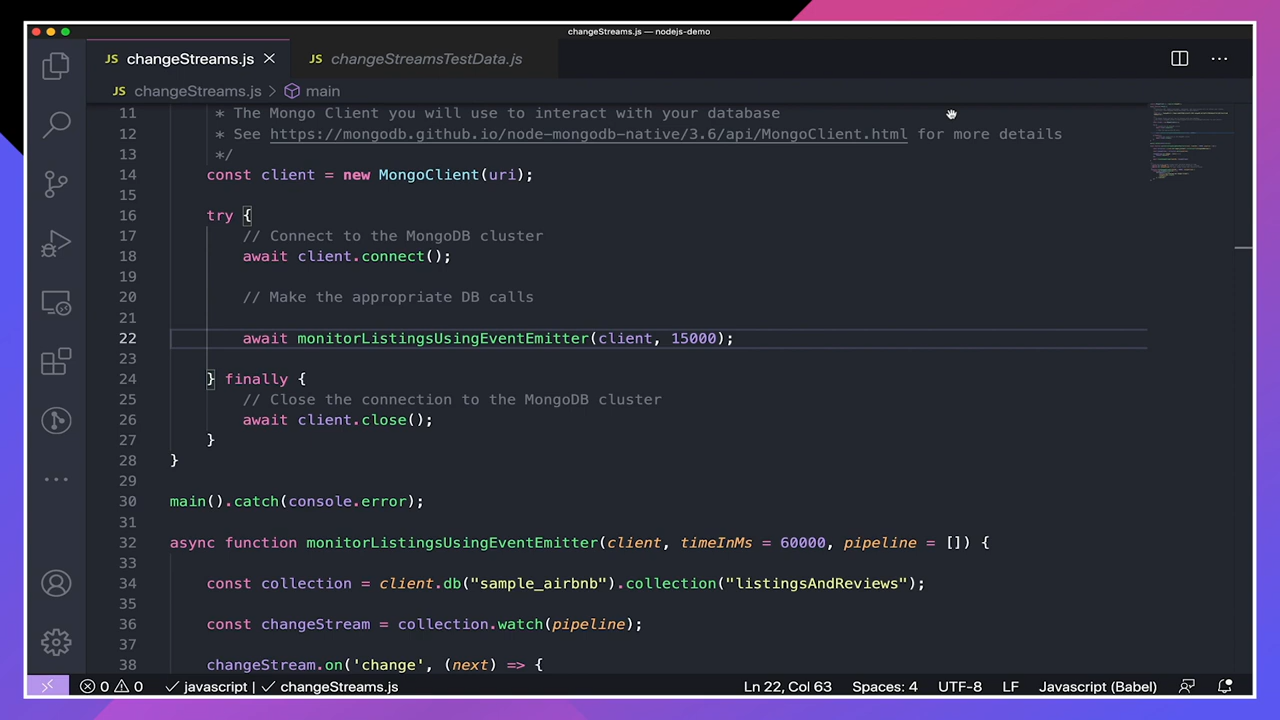 changeStreams.js — nodejs-demo
JS changeStreams.js JS changeStreamsTestData.js
changeStreams.js > main
11 * The Mongo Client you will use to interact with your database
12 * See https://mongodb.github.io/node-mongodb-native/3.6/api/MongoClient.html for more details
13 */
14 const client = new MongoClient(uri);
15
16 try {
17 // Connect to the MongoDB cluster
18 await client.connect();
19
20 // Make the appropriate DB calls
21
22 await monitorListingsUsingEventEmitter(client, 15000);
23
24 } finally {
25 // Close the connection to the MongoDB cluster
26 await client.close();
27 }
28 }
29
30 main().catch(console.error);
31
32 async function monitorListingsUsingEventEmitter(client, timeInMs = 60000, pipeline = []) {
33
34 const collection = client.db("sample_airbnb").collection("listingsAndReviews");
35
36 const changeStream = collection.watch(pipeline);
37
38 changeStream.on('change', (next) => {
0 0 javascript | changeStreams.js Ln 22, Col 63 Spaces: 4 UTF-8 LF Javascript (Babel)